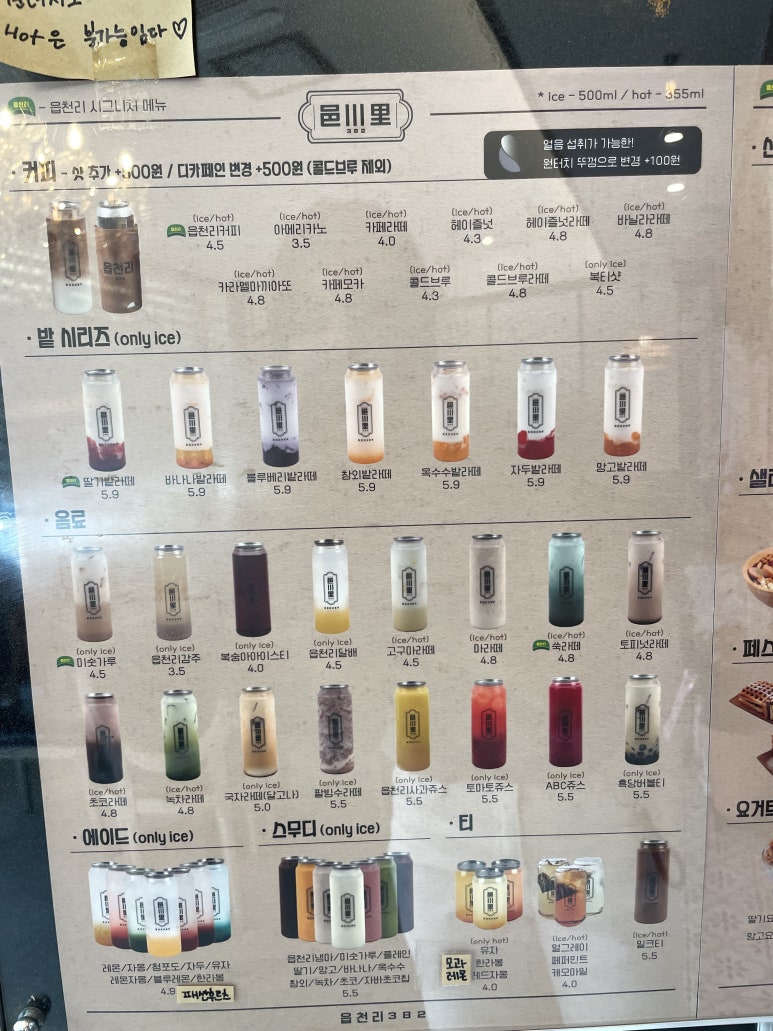 Hot은 불가능임다♡
읍천리 - 읍천리 시그니처 메뉴
邑川里
382
* ice - 500ml / hot - 355ml
얼음 섭취가 가능한!
원터치 뚜껑으로 변경 +100원
· 커피 - 샷 추가 +500원 / 디카페인 변경 +500원 (콜드브루 제외)
(ice/hot) (ice/hot) (ice/hot) (ice/hot) (ice/hot) (ice/hot)
읍천리커피 아메리카노 카페라떼 헤이즐넛 헤이즐넛라떼 바닐라라떼
4.5 3.5 4.0 4.3 4.8 4.8
(ice/hot) (ice/hot) (ice/hot) (ice/hot) (only ice)
카라멜마끼아또 카페모카 콜드브루 콜드브루라떼 복티샷
4.8 4.8 4.3 4.8 4.5
· 밭 시리즈 (only ice)
딸기밭라떼 바나나밭라떼 블루베리밭라떼 참외밭라떼 옥수수밭라떼 자두밭라떼 망고밭라떼
5.9 5.9 5.9 5.9 5.9 5.9 5.9
· 음료
(only ice) (only ice) (only ice) (only ice) (ice/hot) (ice/hot) (ice/hot) (ice/hot)
미숫가루 읍천리감주 복숭아아이스티 읍천리달배 고구마라떼 마라떼 쑥라떼 토피넛라떼
4.5 3.5 4.0 4.5 4.5 4.8 4.8 4.8
(ice/hot) (ice/hot) (only ice) (only ice) (only ice) (only ice) (only ice) (only ice)
초코라떼 녹차라떼 국자라떼(달고나) 팥빙수라떼 읍천리사과쥬스 토마토쥬스 ABC쥬스 흑당버블티
4.8 4.8 5.0 5.5 5.5 5.5 5.5 5.5
· 에이드 (only ice)
레몬/자몽/청포도/자두/유자
레몬자몽/블루레몬/한라봉
4.9
패션후르츠
· 스무디 (only ice)
읍천리냉마/미숫가루/플레인
딸기/망고/바나나/옥수수
참외/녹차/초코/자바초코칩
5.5
· 티
(only hot)
유자
한라봉
레드자몽
4.0
모과
레몬
(ice/hot)
얼그레이
페퍼민트
캐모마일
4.0
(ice/hot)
밀크티
5.5
읍천리382